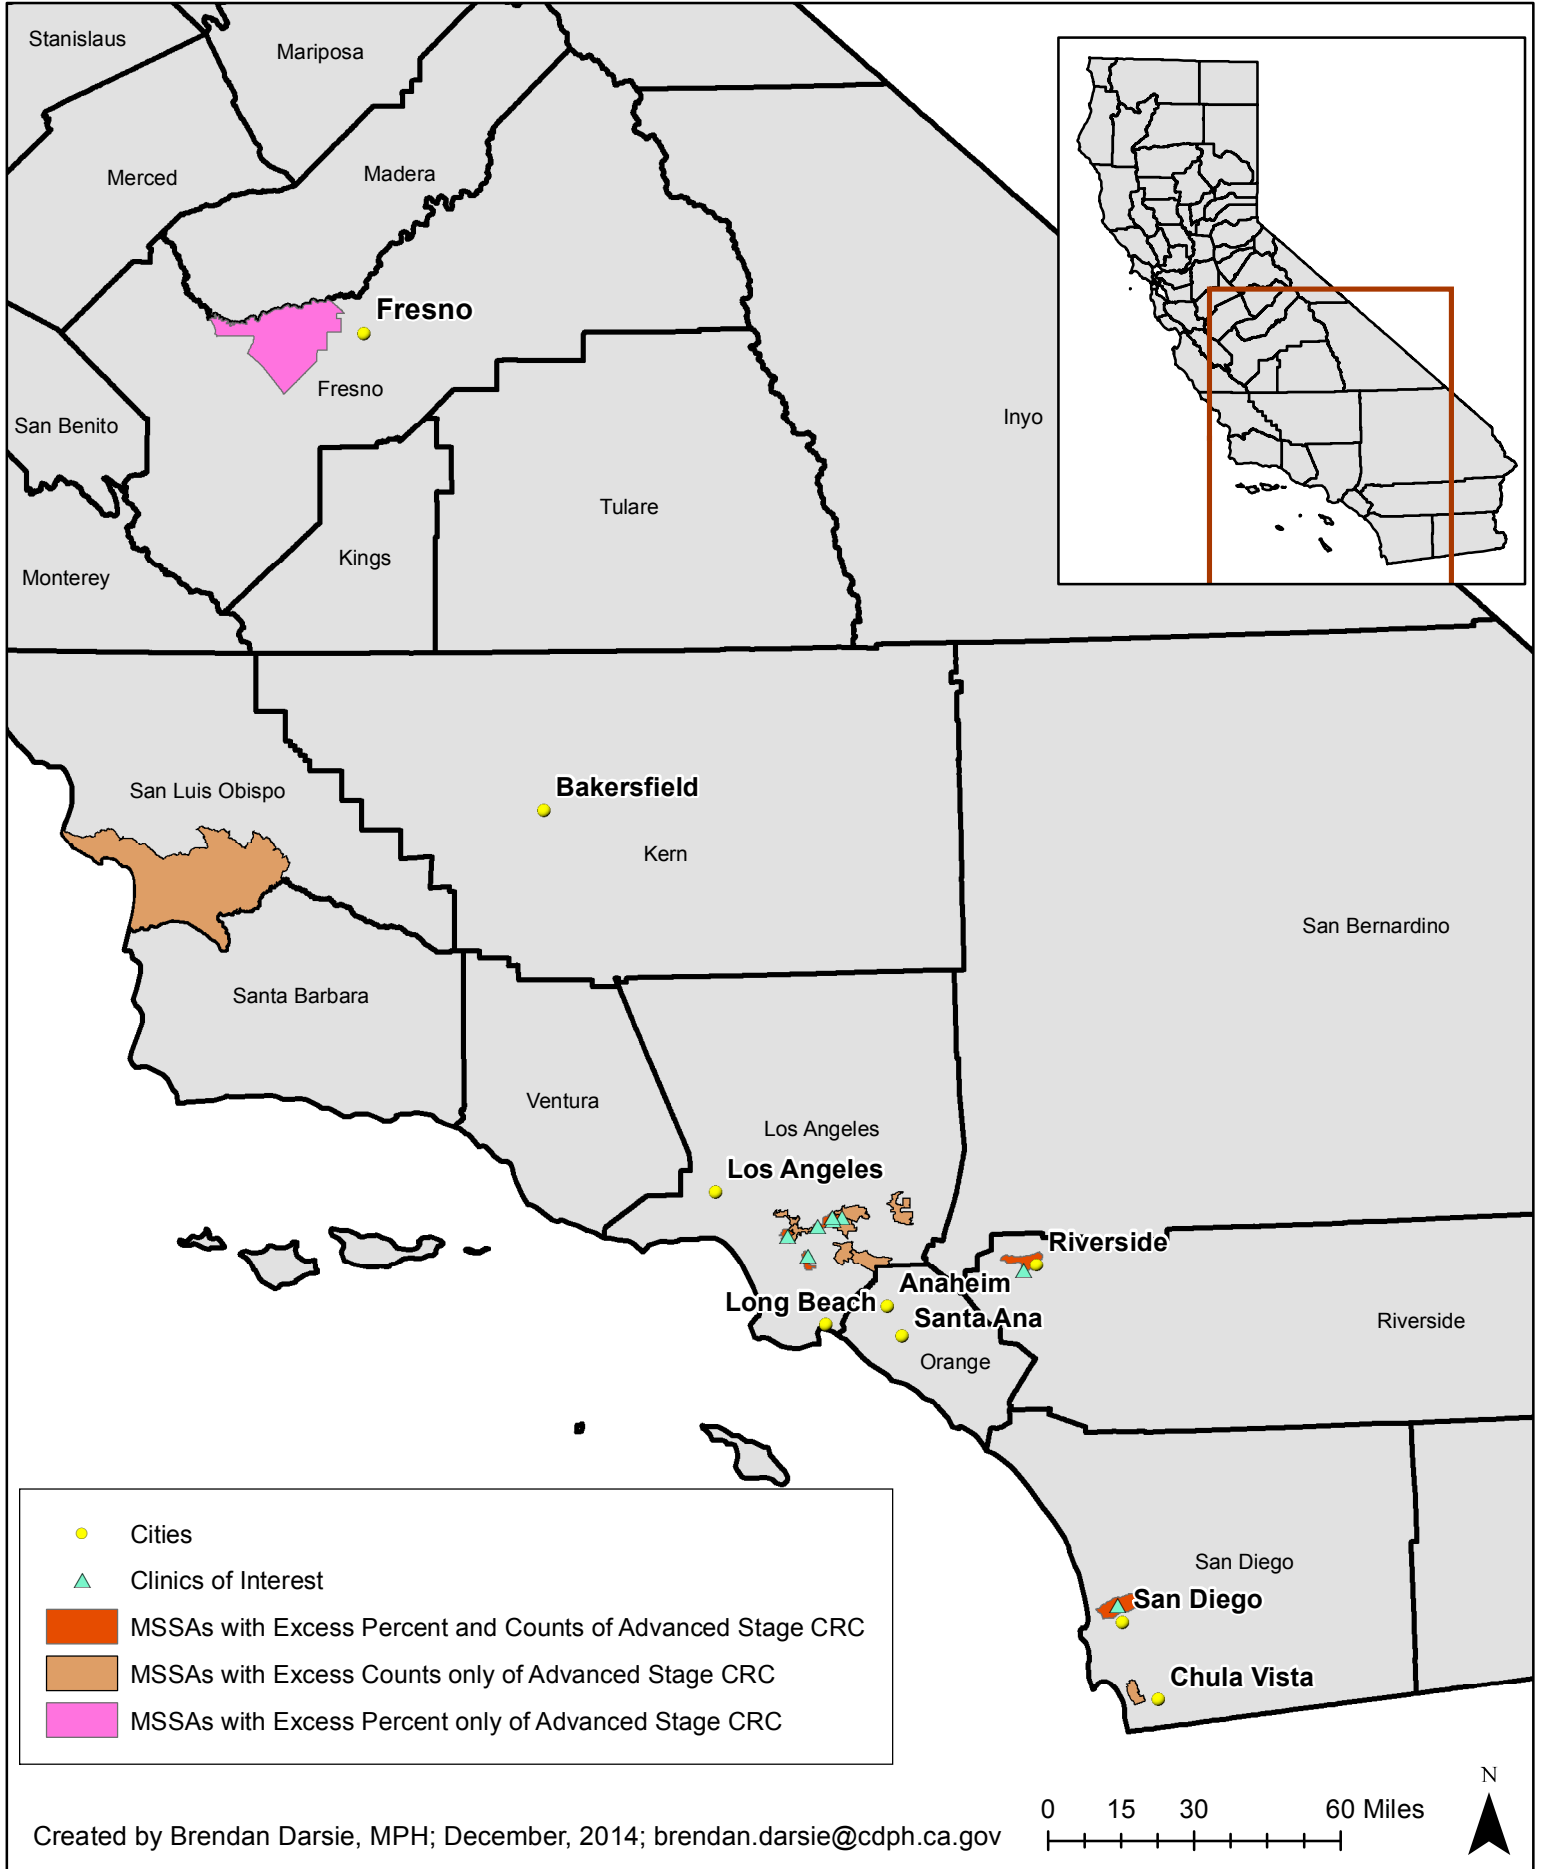 Stanislaus
Mariposa
Merced
Madera
Fresno
Fresno
San Benito
Inyo
Tulare
Kings
Monterey
Bakersfield
San Luis Obispo
Kern
San Bernardino
Santa Barbara
Ventura
Los Angeles
Los Angeles
Riverside
Anaheim
Long Beach
Santa Ana
Riverside
Orange
San Diego
San Diego
Chula Vista
Cities
Clinics of Interest
MSSAs with Excess Percent and Counts of Advanced Stage CRC
MSSAs with Excess Counts only of Advanced Stage CRC
MSSAs with Excess Percent only of Advanced Stage CRC
N
0 15 30 60 Miles
Created by Brendan Darsie, MPH; December, 2014; brendan.darsie@cdph.ca.gov